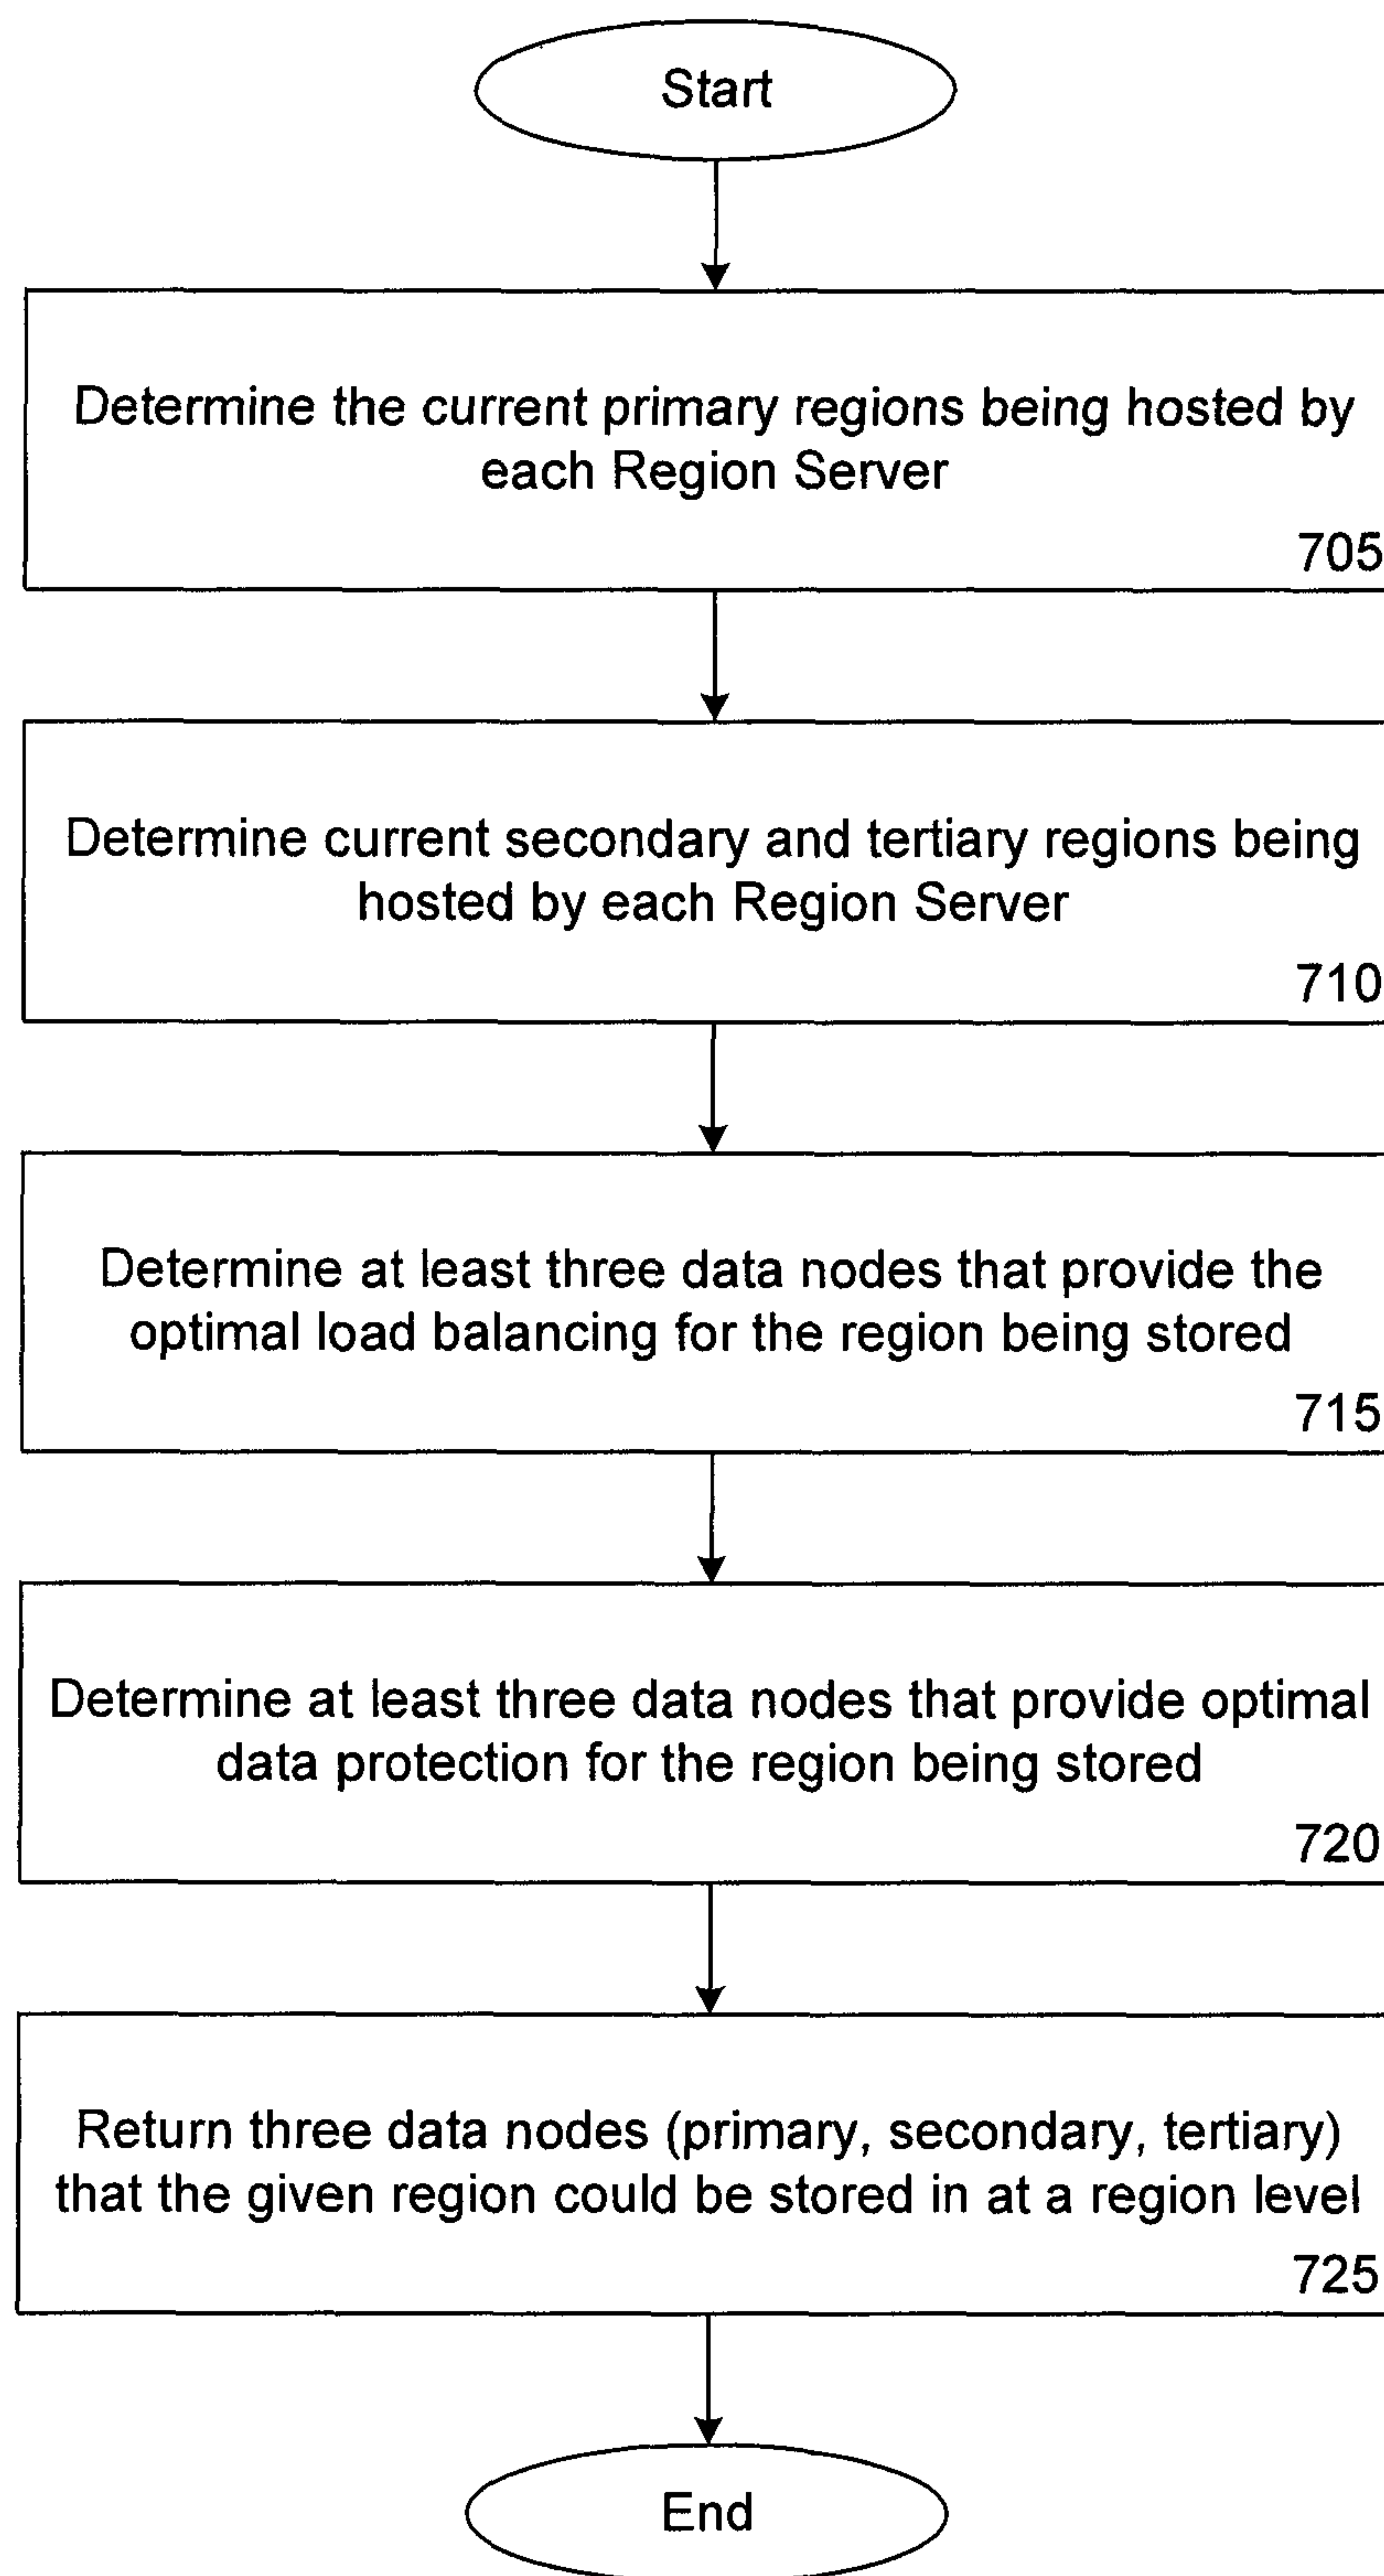 Start
Determine the current primary regions being hosted by
each Region Server
705
Determine current secondary and tertiary regions being
hosted by each Region Server
710
Determine at least three data nodes that provide the
optimal load balancing for the region being stored
715
Determine at least three data nodes that provide optimal
data protection for the region being stored
720
Return three data nodes (primary, secondary, tertiary)
that the given region could be stored in at a region level
725
End